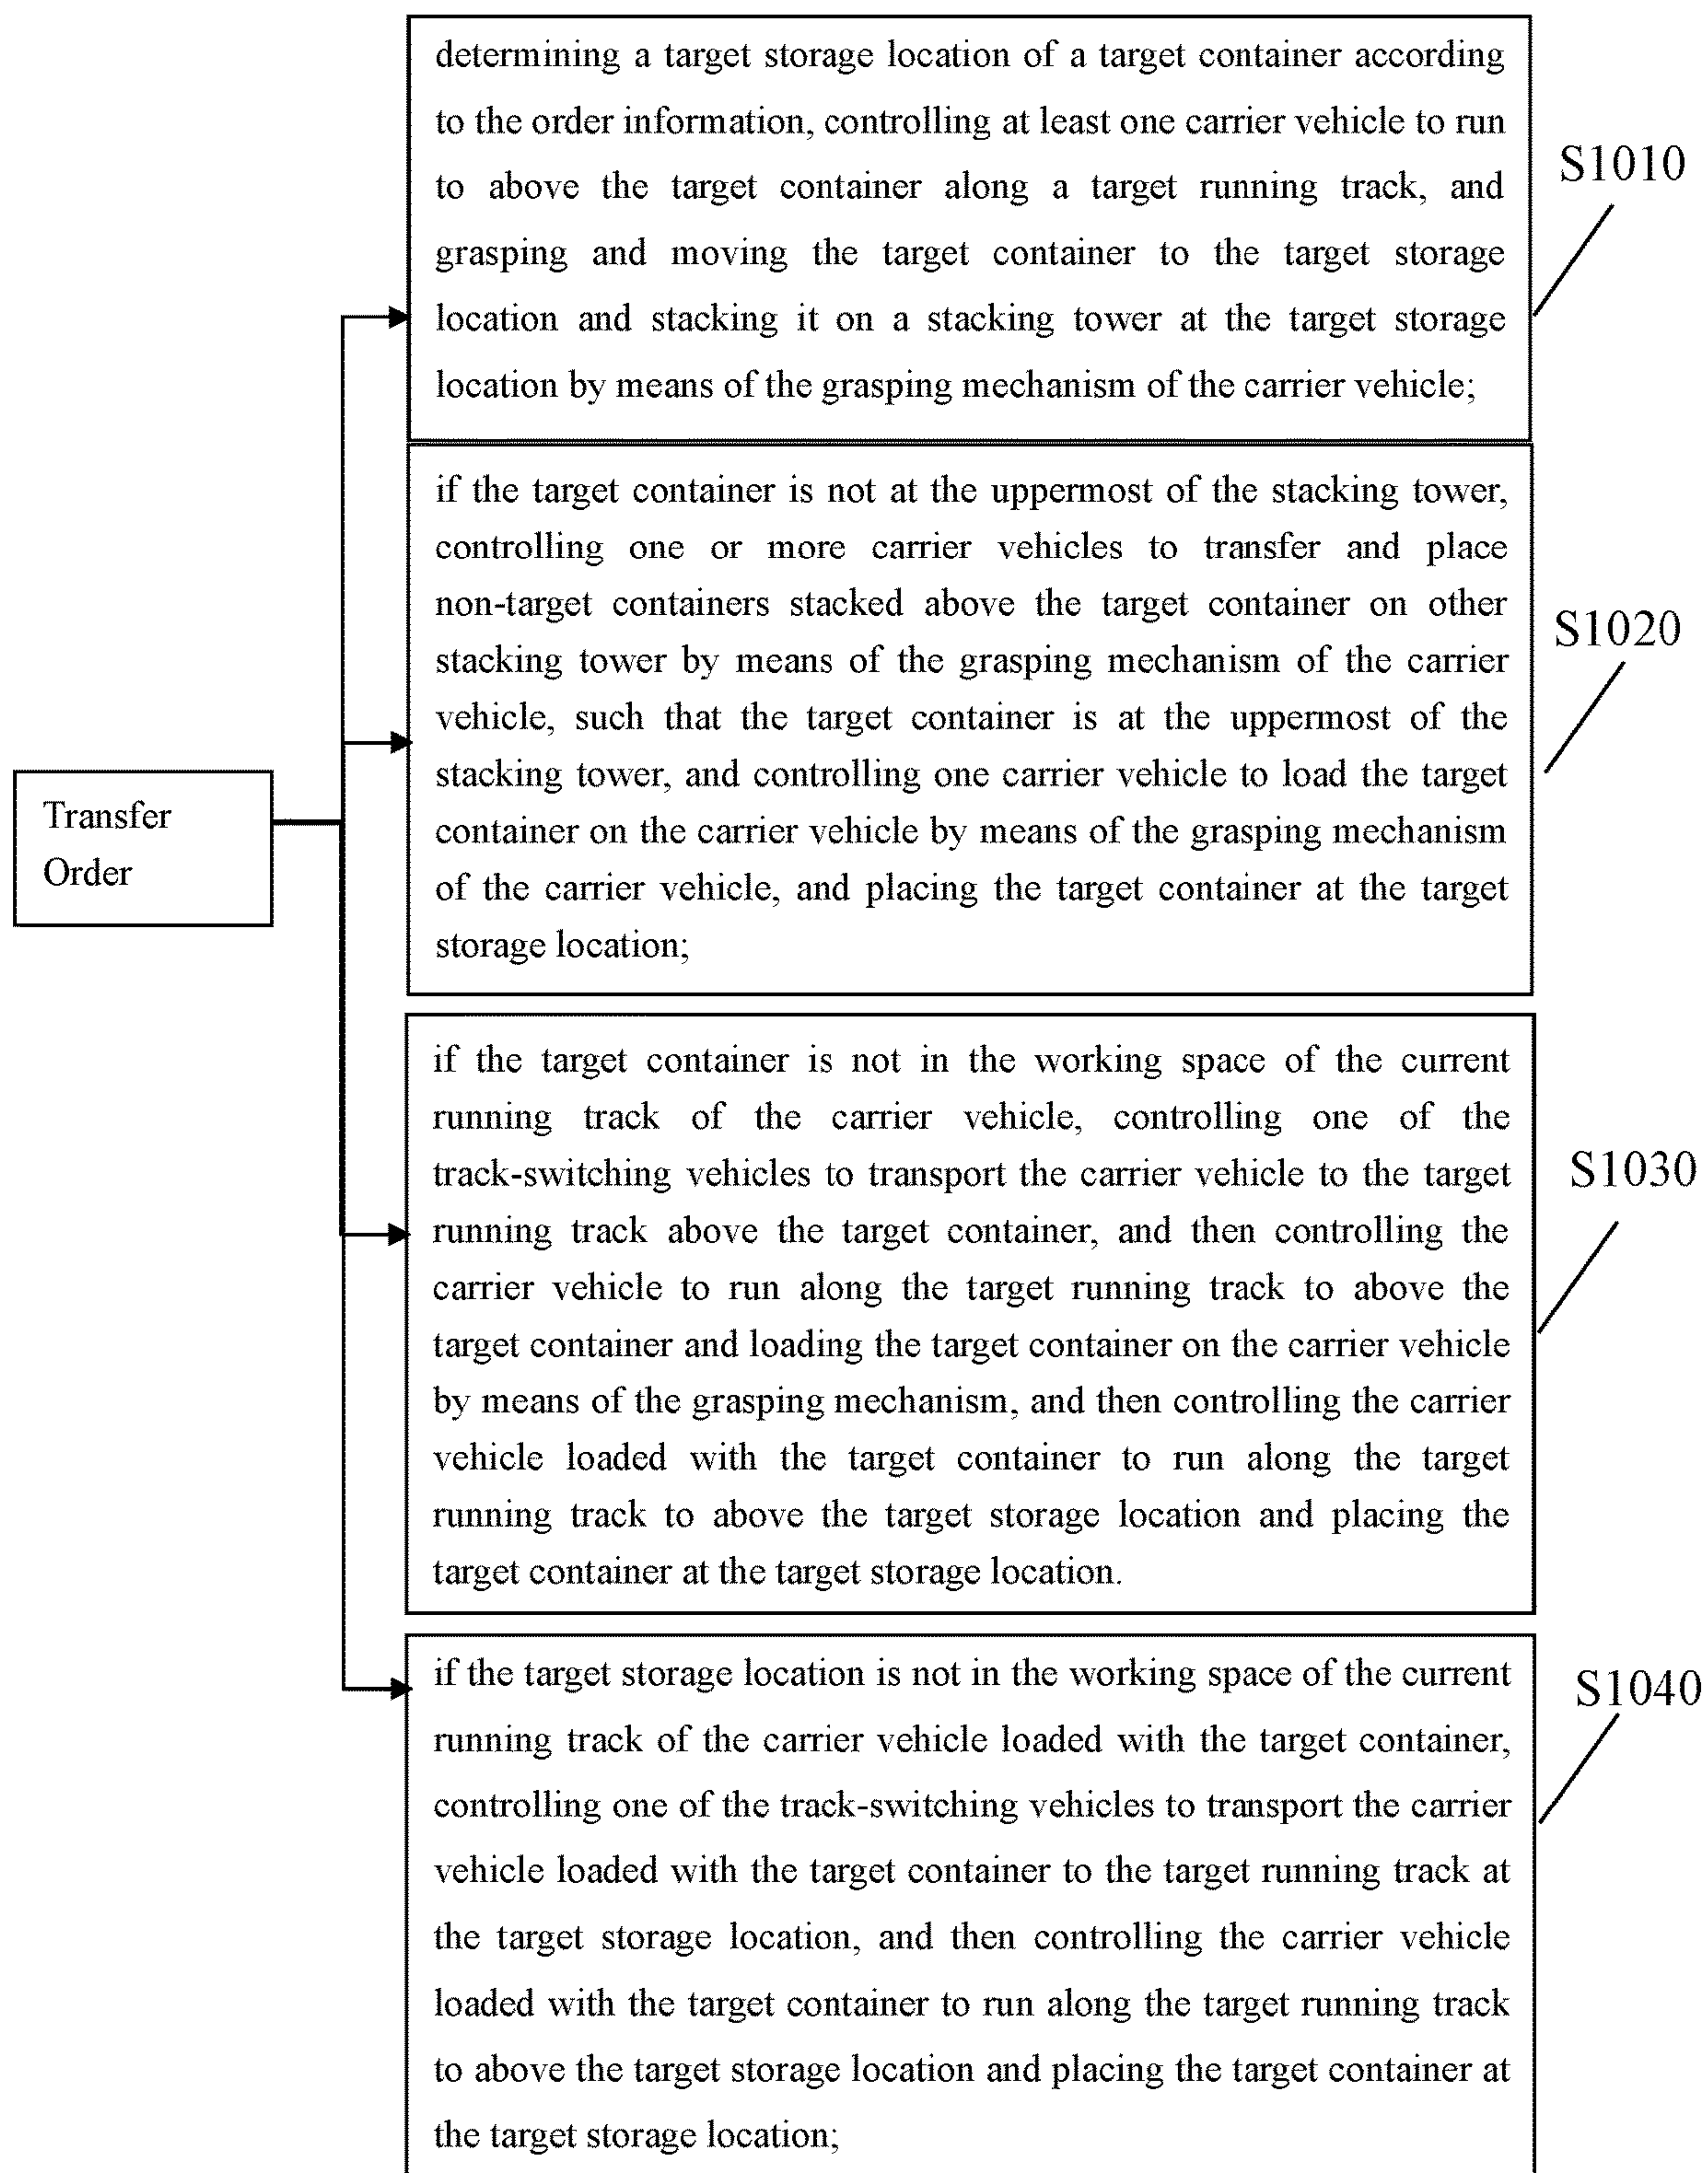 determining a target storage location of a target container according
to the order information, controlling at least one carrier vehicle to run
to above the target container along a target running track, and
grasping and moving the target container to the target storage
location and stacking it on a stacking tower at the target storage
location by means of the grasping mechanism of the carrier vehicle;
S1010
if the target container is not at the uppermost of the stacking tower,
controlling one or more carrier vehicles to transfer and place
non-target containers stacked above the target container on other
stacking tower by means of the grasping mechanism of the carrier
vehicle, such that the target container is at the uppermost of the
stacking tower, and controlling one carrier vehicle to load the target
container on the carrier vehicle by means of the grasping mechanism
of the carrier vehicle, and placing the target container at the target
storage location;
S1020
Transfer
Order
if the target container is not in the working space of the current
running track of the carrier vehicle, controlling one of the
track-switching vehicles to transport the carrier vehicle to the target
running track above the target container, and then controlling the
carrier vehicle to run along the target running track to above the
target container and loading the target container on the carrier vehicle
by means of the grasping mechanism, and then controlling the carrier
vehicle loaded with the target container to run along the target
running track to above the target storage location and placing the
target container at the target storage location.
S1030
if the target storage location is not in the working space of the current
running track of the carrier vehicle loaded with the target container,
controlling one of the track-switching vehicles to transport the carrier
vehicle loaded with the target container to the target running track at
the target storage location, and then controlling the carrier vehicle
loaded with the target container to run along the target running track
to above the target storage location and placing the target container at
the target storage location;
S1040